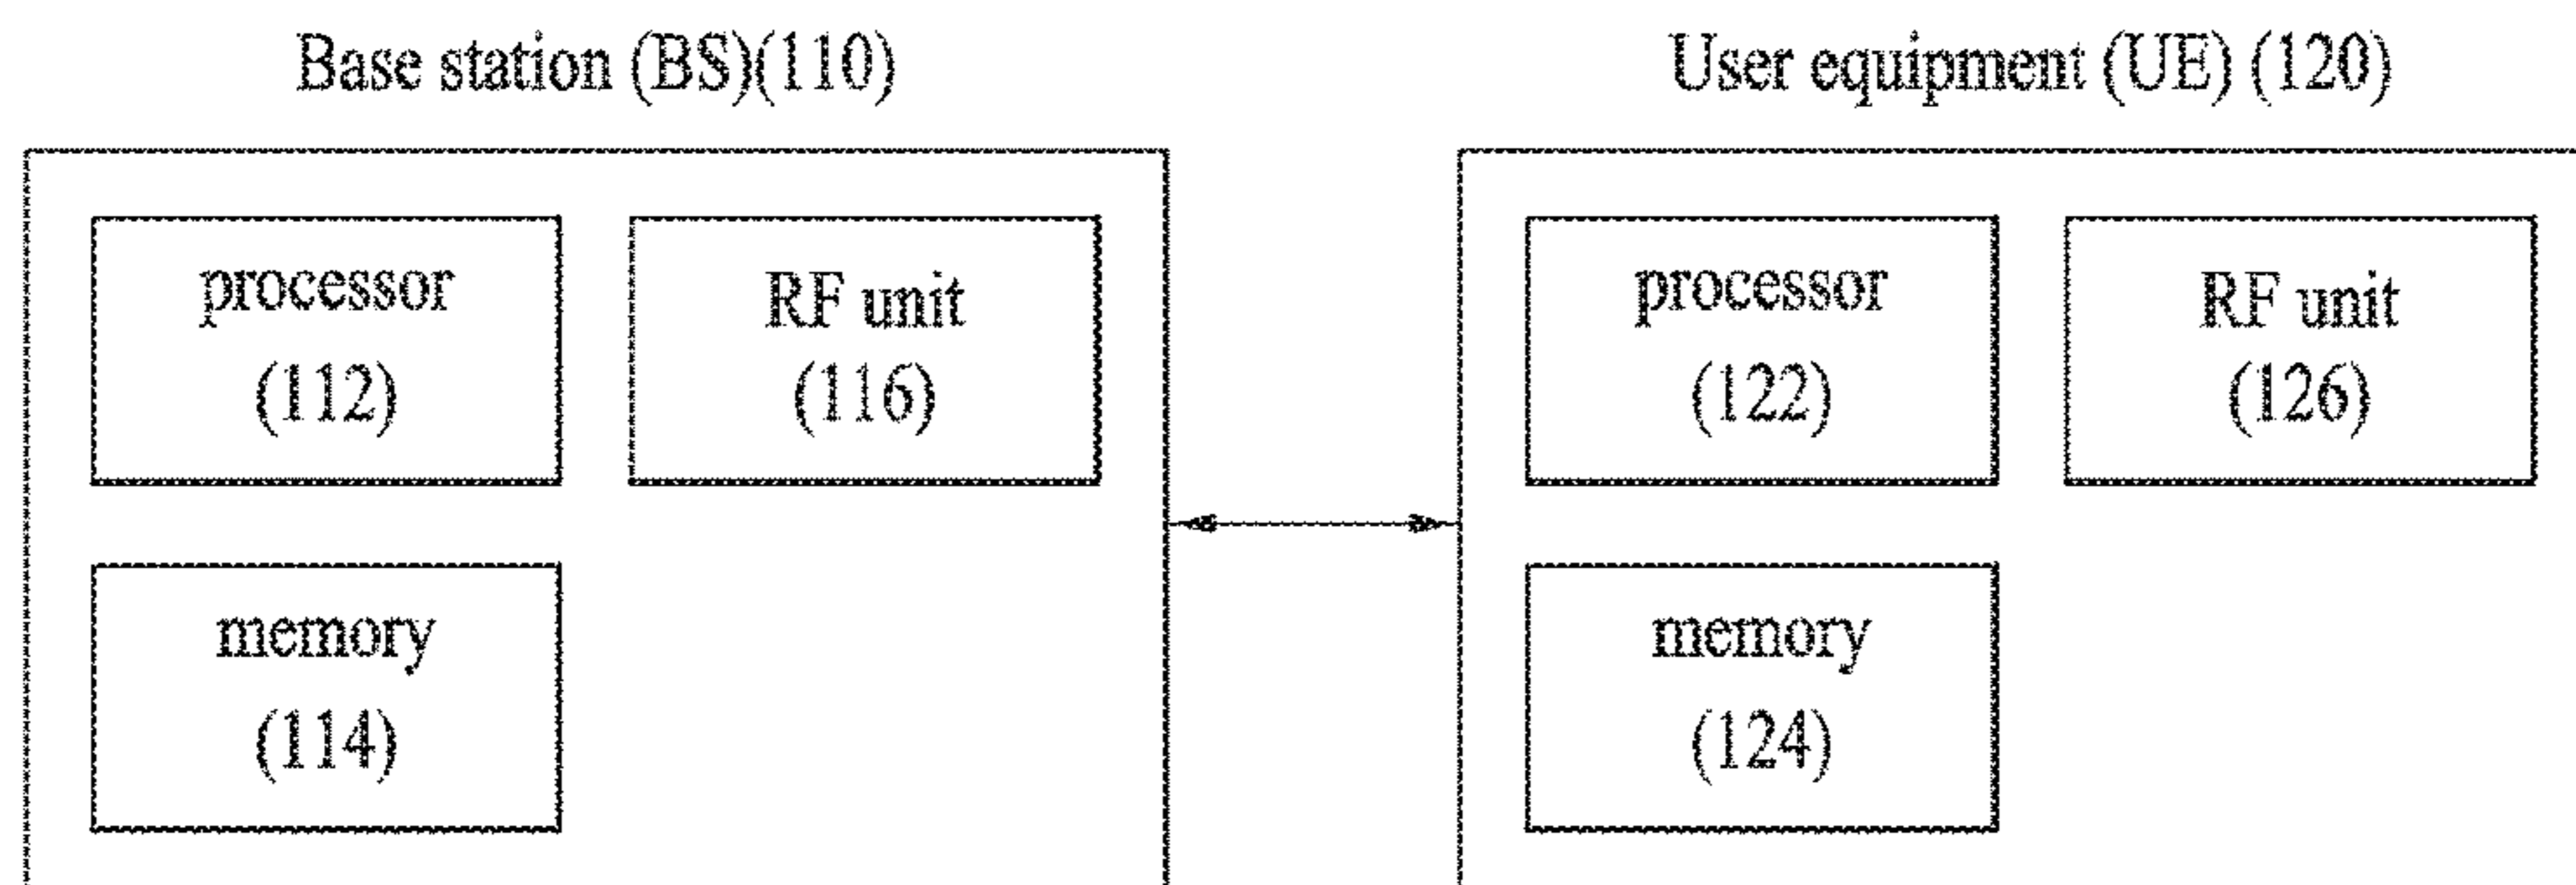 Base station (BS)(110)
User equipment (UE) (120)
processor
(112)
RF unit
(116)
memory
(114)
processor
(122)
RF unit
(126)
memory
(124)